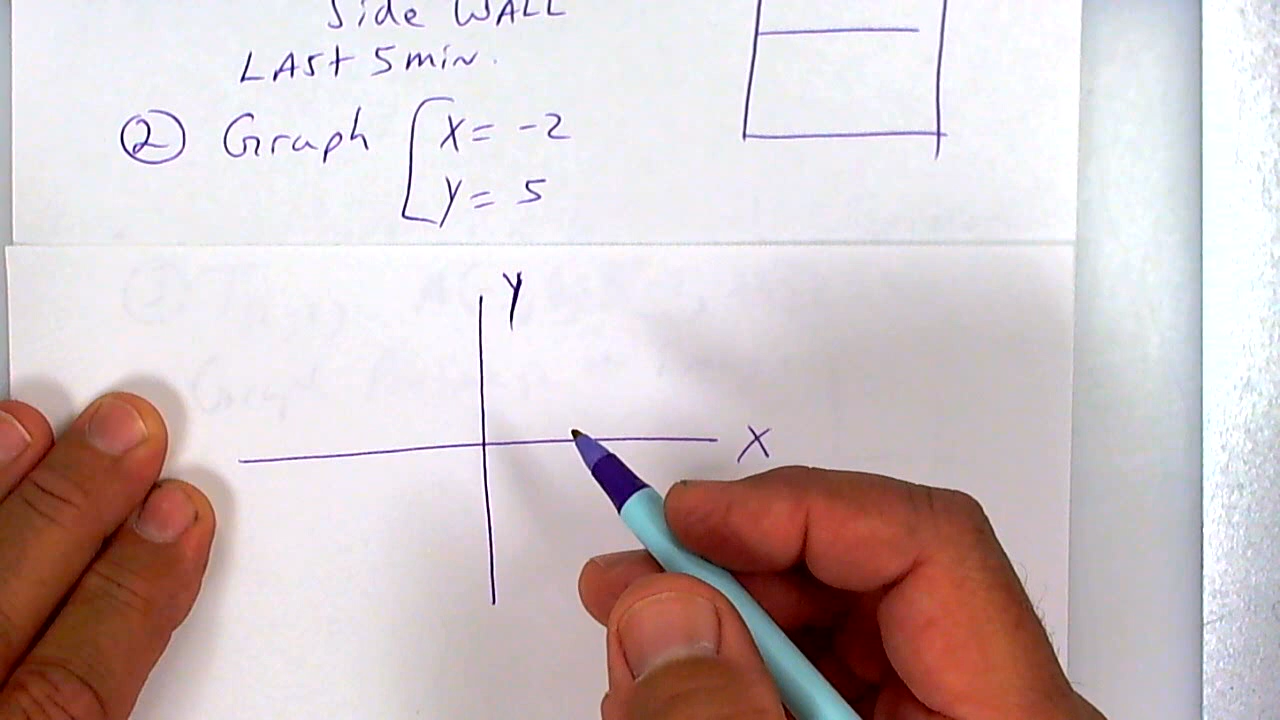 Side WALL
LAST 5 min.
② Graph { x = -2
y = 5
y
x